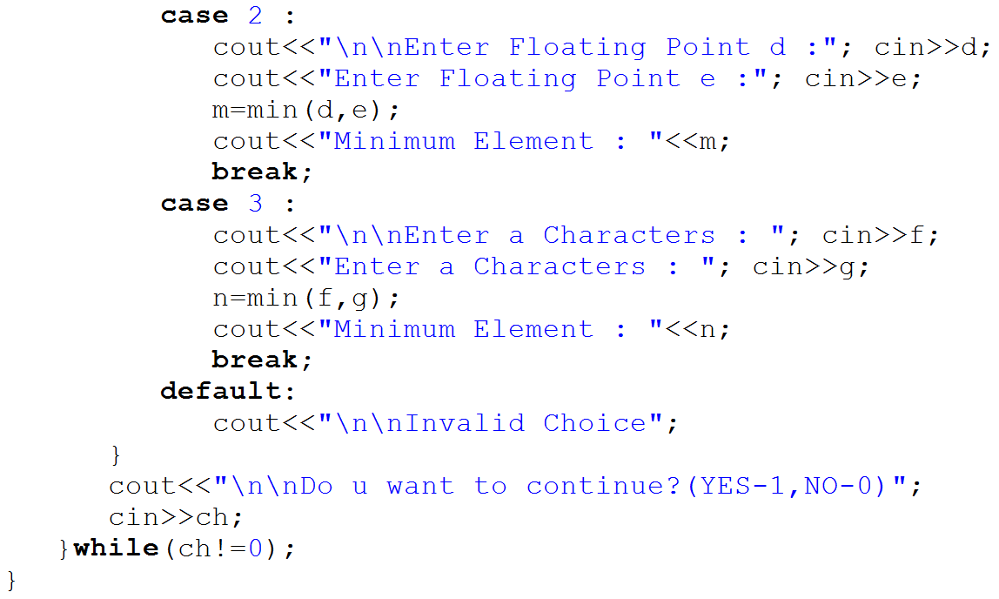 case 2 :
cout<<"\n\nEnter Floating Point d :"; cin>>d;
cout<<"Enter Floating Point e :"; cin>>e;
m=min(d,e);
cout<<"Minimum Element : "<<m;
break;
case 3 :
cout<<"\n\nEnter a Characters : "; cin>>f;
cout<<"Enter a Characters : "; cin>>g;
n=min(f,g);
cout<<"Minimum Element : "<<n;
break;
default:
cout<<"\n\nInvalid Choice";
}
cout<<"\n\nDo u want to continue?(YES-1,NO-0)";
cin>>ch;
}while(ch!=0);
}